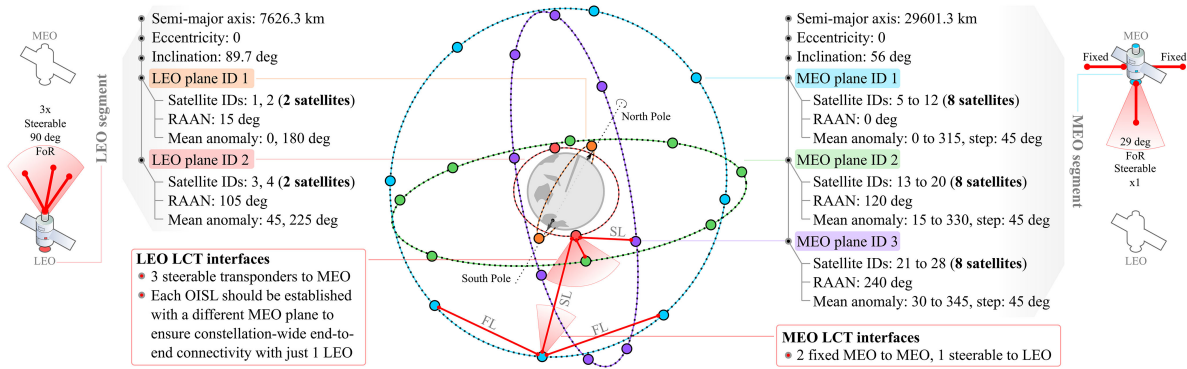 MEO
3x
Steerable
90 deg
FoR
LEO
LEO segment
Semi-major axis: 7626.3 km
Eccentricity: 0
Inclination: 89.7 deg
LEO plane ID 1
Satellite IDs: 1, 2 (2 satellites)
RAAN: 15 deg
Mean anomaly: 0, 180 deg
LEO plane ID 2
Satellite IDs: 3, 4 (2 satellites)
RAAN: 105 deg
Mean anomaly: 45, 225 deg
LEO LCT interfaces
3 steerable transponders to MEO
Each OISL should be established
with a different MEO plane to
ensure constellation-wide end-to-
end connectivity with just 1 LEO
North Pole
South Pole
SL
SL
FL
FL
Semi-major axis: 29601.3 km
Eccentricity: 0
Inclination: 56 deg
MEO plane ID 1
Satellite IDs: 5 to 12 (8 satellites)
RAAN: 0 deg
Mean anomaly: 0 to 315, step: 45 deg
MEO plane ID 2
Satellite IDs: 13 to 20 (8 satellites)
RAAN: 120 deg
Mean anomaly: 15 to 330, step: 45 deg
MEO plane ID 3
Satellite IDs: 21 to 28 (8 satellites)
RAAN: 240 deg
Mean anomaly: 30 to 345, step: 45 deg
MEO LCT interfaces
2 fixed MEO to MEO, 1 steerable to LEO
MEO segment
MEO
Fixed
Fixed
29 deg
FoR
Steerable
x1
LEO